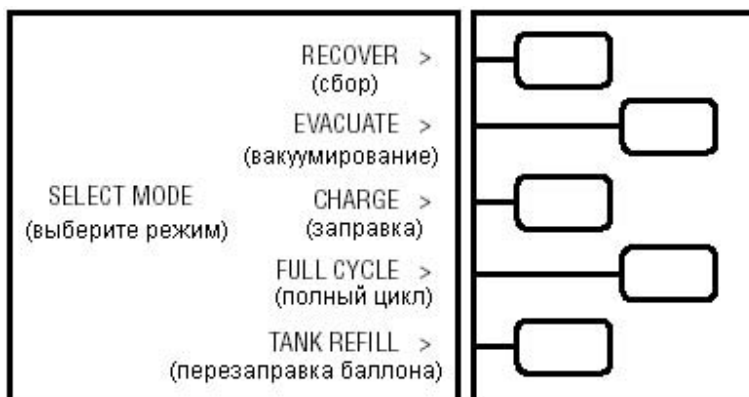 RECOVER >
(сбор)
EVACUATE >
(вакуумирование)
SELECT MODE
(выберите режим)
CHARGE >
(заправка)
FULL CYCLE >
(полный цикл)
TANK REFILL >
(перезаправка баллона)